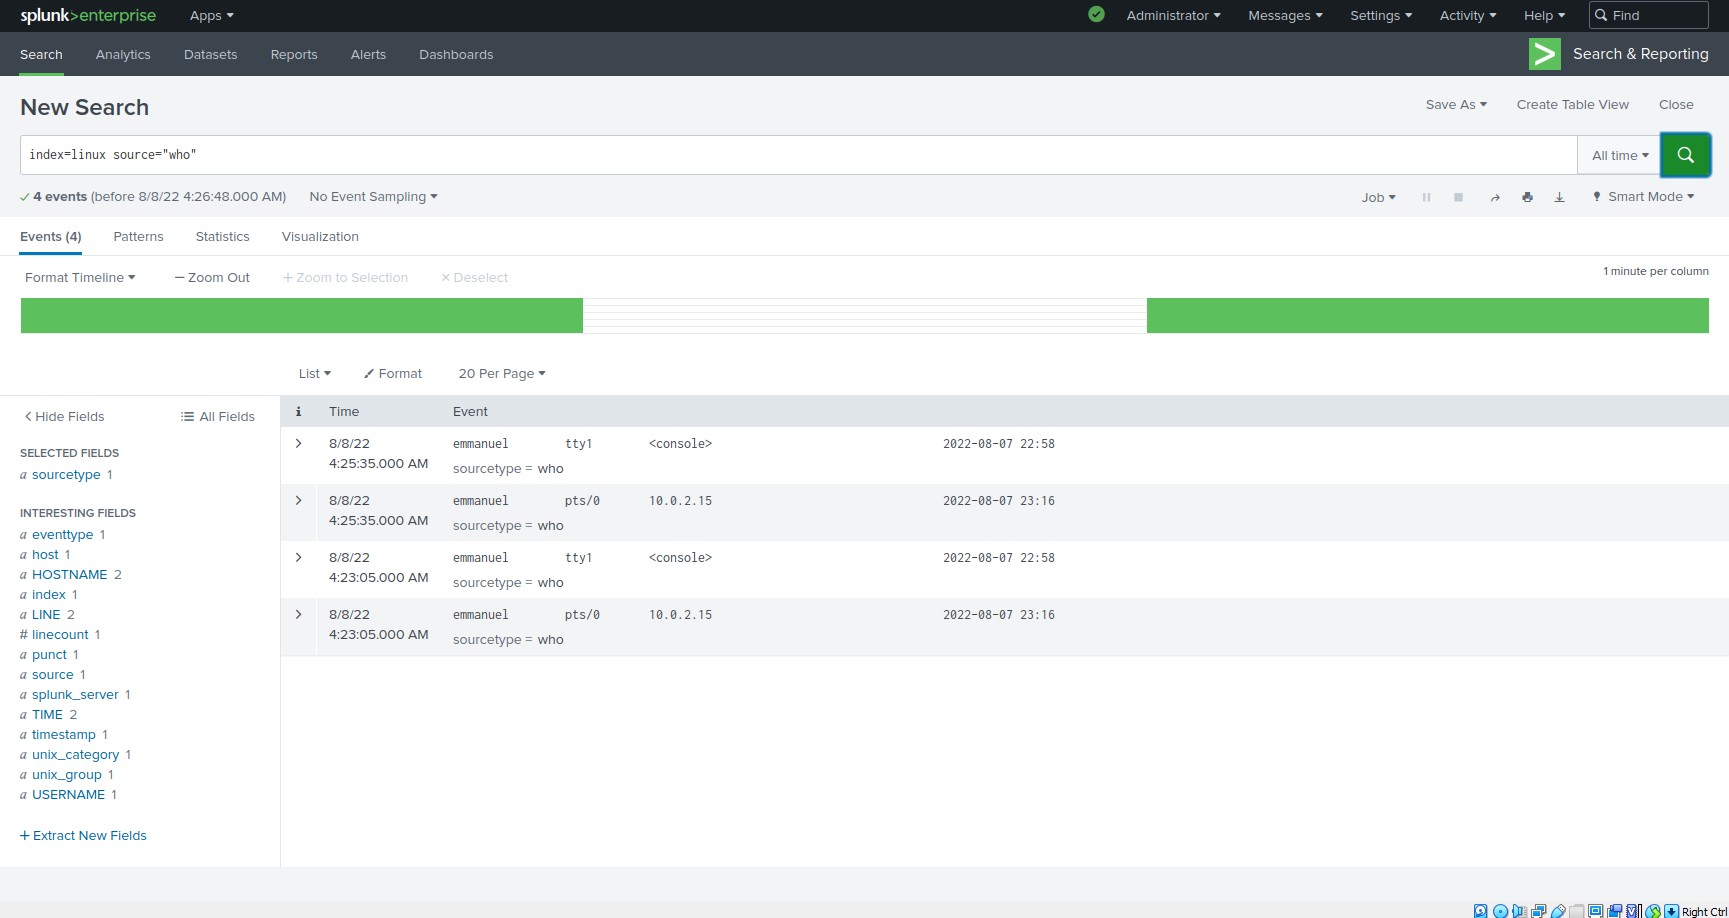 splunk>enterprise Apps Administrator Messages Settings Activity Help Find
Search Analytics Datasets Reports Alerts Dashboards Search & Reporting
New Search Save As Create Table View Close
index=linux source="who" All time
4 events (before 8/8/22 4:26:48.000 AM) No Event Sampling Job Smart Mode
Events (4) Patterns Statistics Visualization
Format Timeline — Zoom Out + Zoom to Selection × Deselect 1 minute per column
List Format 20 Per Page
< Hide Fields All Fields
SELECTED FIELDS
a sourcetype 1
INTERESTING FIELDS
a eventtype 1
a host 1
a HOSTNAME 2
a index 1
a LINE 2
# linecount 1
a punct 1
a source 1
a splunk_server 1
a TIME 2
a timestamp 1
a unix_category 1
a unix_group 1
a USERNAME 1
+ Extract New Fields
i Time Event
> 8/8/22 emmanuel tty1 <console> 2022-08-07 22:58
4:25:35.000 AM
sourcetype = who
> 8/8/22 emmanuel pts/0 10.0.2.15 2022-08-07 23:16
4:25:35.000 AM
sourcetype = who
> 8/8/22 emmanuel tty1 <console> 2022-08-07 22:58
4:23:05.000 AM
sourcetype = who
> 8/8/22 emmanuel pts/0 10.0.2.15 2022-08-07 23:16
4:23:05.000 AM
sourcetype = who
Right Ctrl